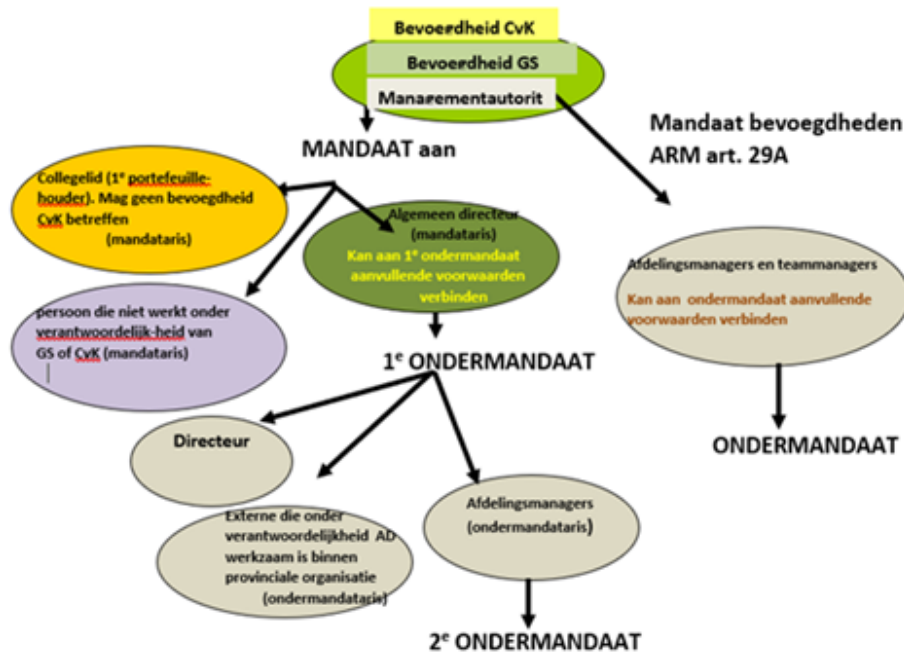 Bevoerdheid CvK
Bevoerdheid GS
Manarementautorit
MANDAAT aan
Mandaat bevoegdheden
ARM art. 29A
Collegelid (1e portefeuille-
houder). Mag geen bevoegdheid
CvK betreffen
(mandataris)
Algemeen directeur
(mandataris)
Kan aan 1e ondermandaat
aanvullende voorwaarden
verbinden
Afdelingsmanagers en teammanagers
Kan aan ondermandaat aanvullende
voorwaarden verbinden
persoon die niet werkt onder
verantwoordelijk-heid van
GS of CvK (mandataris)
1e ONDERMANDAAT
ONDERMANDAAT
Directeur
Externe die onder
verantwoordelijkheid AD
werkzaam is binnen
provinciale organisatie
(ondermandataris)
Afdelingsmanagers
(ondermandataris)
2e ONDERMANDAAT